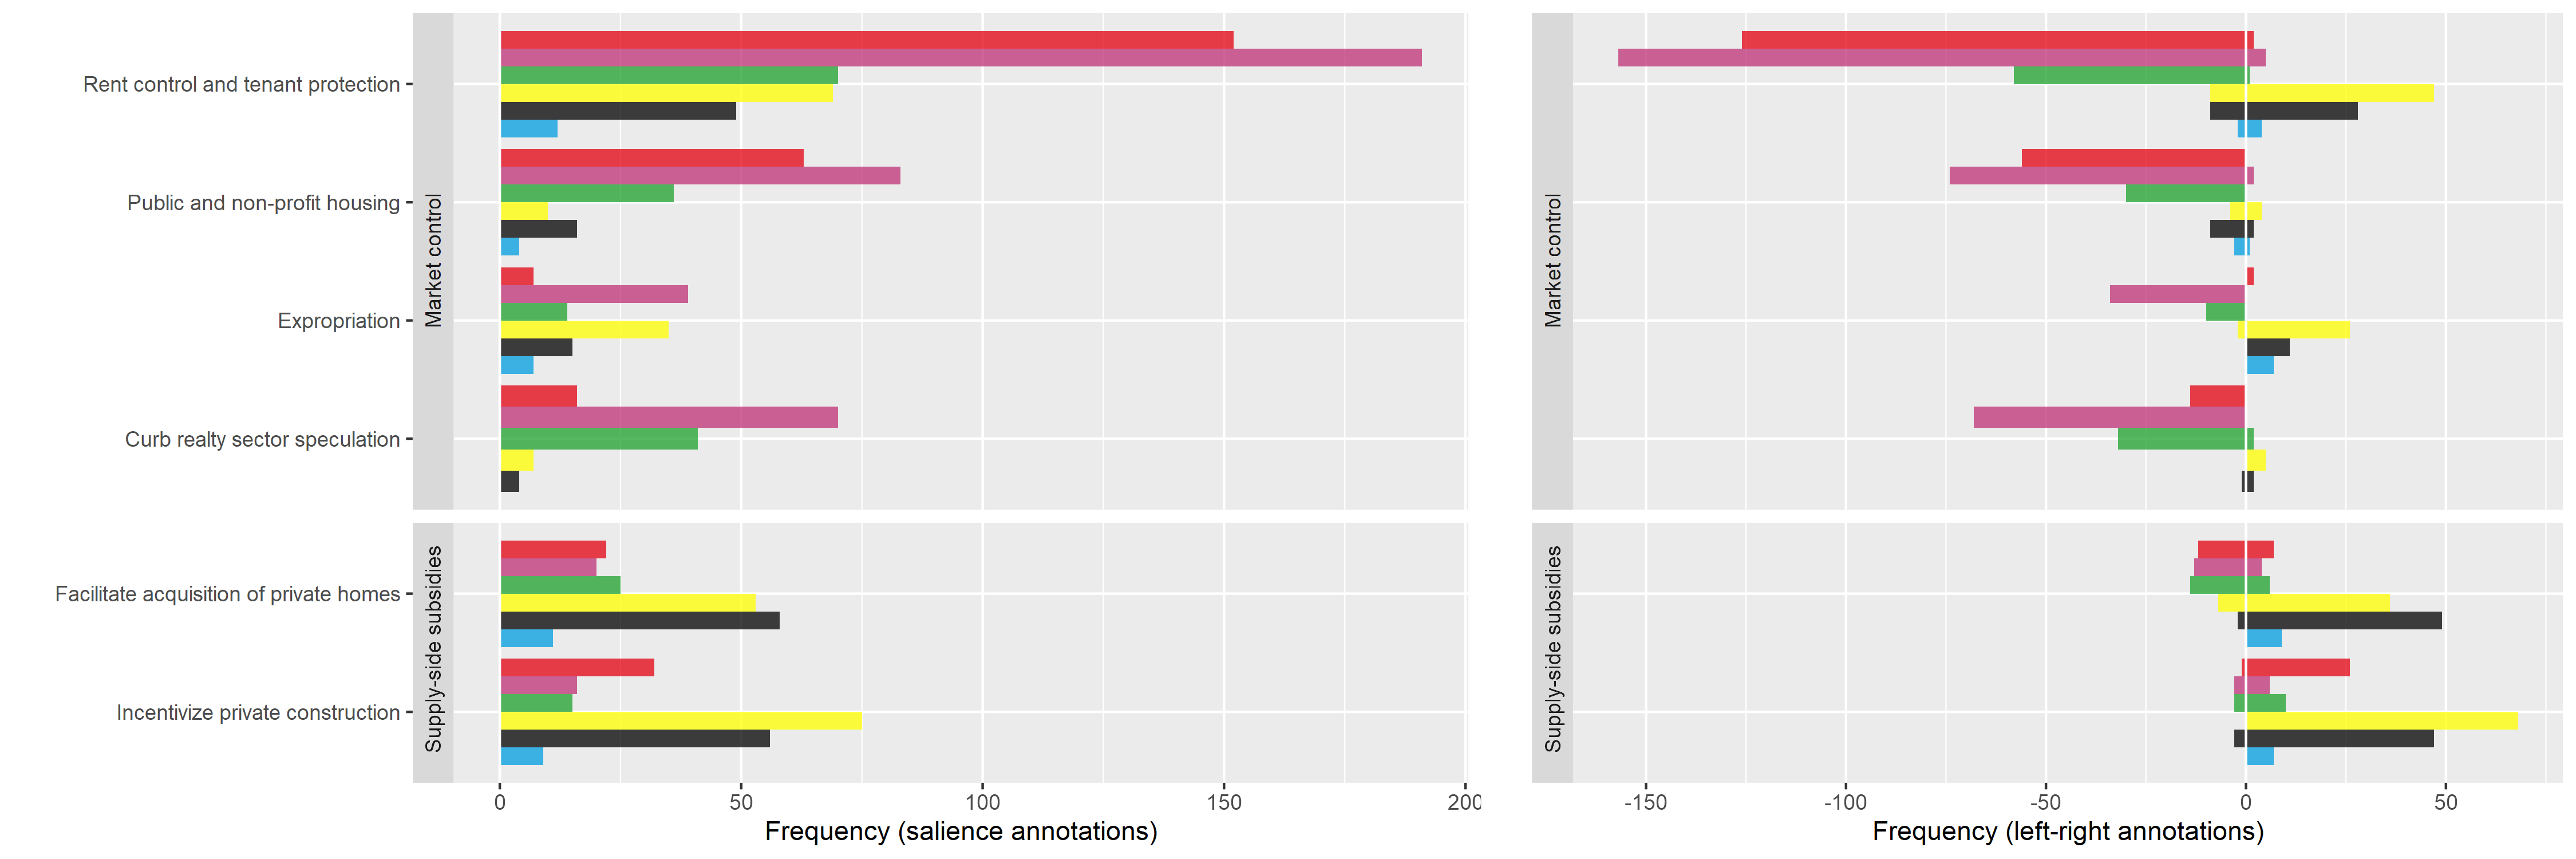 Rent control and tenant protection
Public and non-profit housing
Expropriation
Curb realty sector speculation
Market control
Facilitate acquisition of private homes
Incentivize private construction
Supply-side subsidies
0 50 100 150 200
Frequency (salience annotations)
Market control
Supply-side subsidies
-150 -100 -50 0 50
Frequency (left-right annotations)